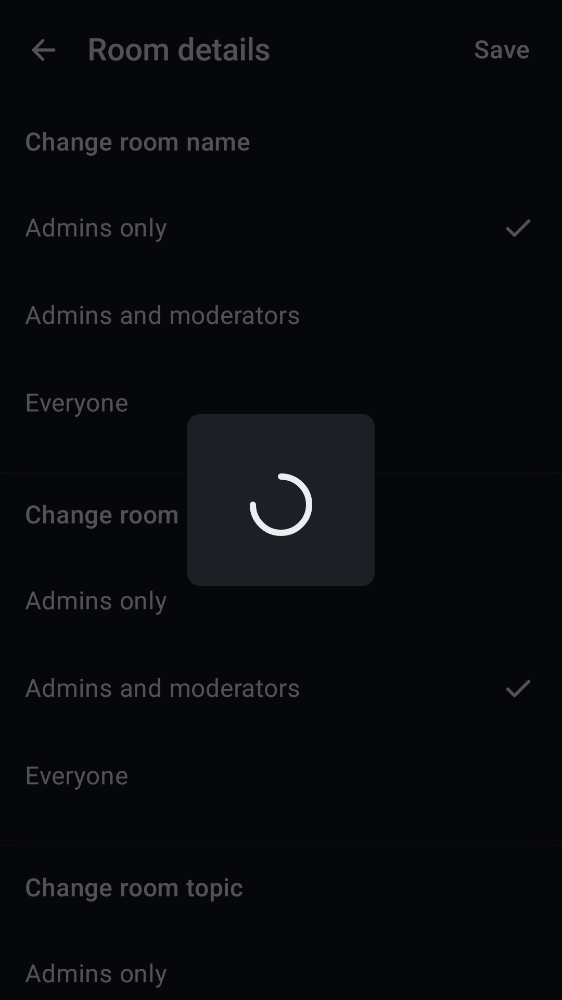 Room details
Save
Change room name
Admins only
Admins and moderators
Everyone
Change room
Admins only
Admins and moderators
Everyone
Change room topic
Admins only